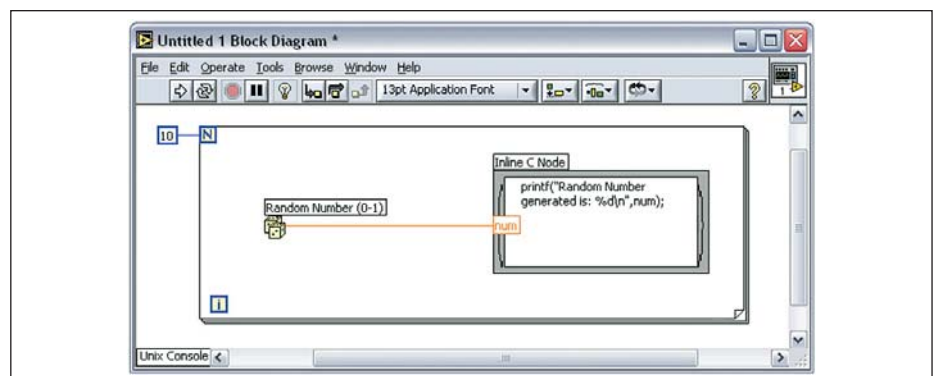 Untitled 1 Block Diagram *
File Edit Operate Tools Browse Window Help
13pt Application Font
1
10
N
Inline C Node
printf("Random Number
generated is: %d\n",num);
Random Number (0-1)
num
i
Unix Console